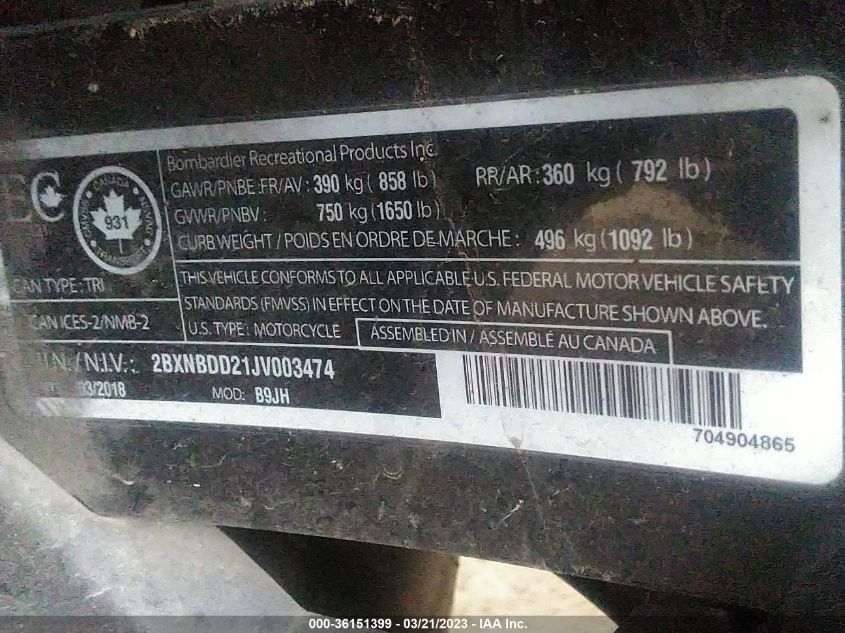 EC
CANADA
931
TRANSPORT
Bombardier Recreational Products Inc.
GAWR/PNBE:FR/AV: 390 kg ( 858 lb) RR/AR: 360 kg ( 792 lb)
GVWR/PNBV : 750 kg (1650 lb)
CURB WEIGHT / POIDS EN ORDRE DE MARCHE : 496 kg (1092 lb)
CAN TYPE: TRI
CAN ICES-2/NMB-2
THIS VEHICLE CONFORMS TO ALL APPLICABLE U.S. FEDERAL MOTOR VEHICLE SAFETY
STANDARDS (FMVSS) IN EFFECT ON THE DATE OF MANUFACTURE SHOWN ABOVE.
U.S. TYPE: MOTORCYCLE ASSEMBLED IN / ASSEMBLÉ AU CANADA
V.I.N. / N.I.V.: 2BXNBDD21JV003474
03/2018 MOD: B9JH
704904865
000-36151399 - 03/21/2023 - IAA Inc.